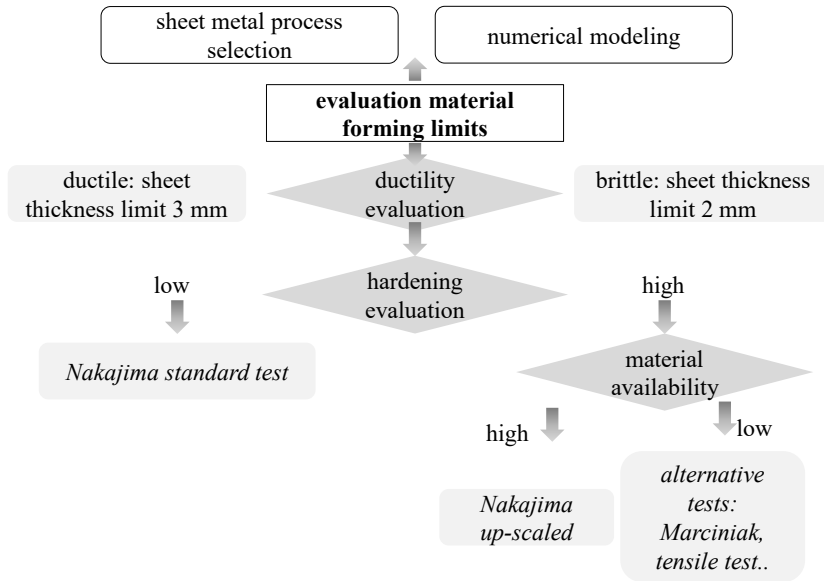 sheet metal process
selection
numerical modeling
evaluation material
forming limits
ductile: sheet
thickness limit 3 mm
ductility
evaluation
brittle: sheet thickness
limit 2 mm
hardening
evaluation
low
high
Nakajima standard test
material
availability
high
low
Nakajima
up-scaled
alternative
tests:
Marciniak,
tensile test..